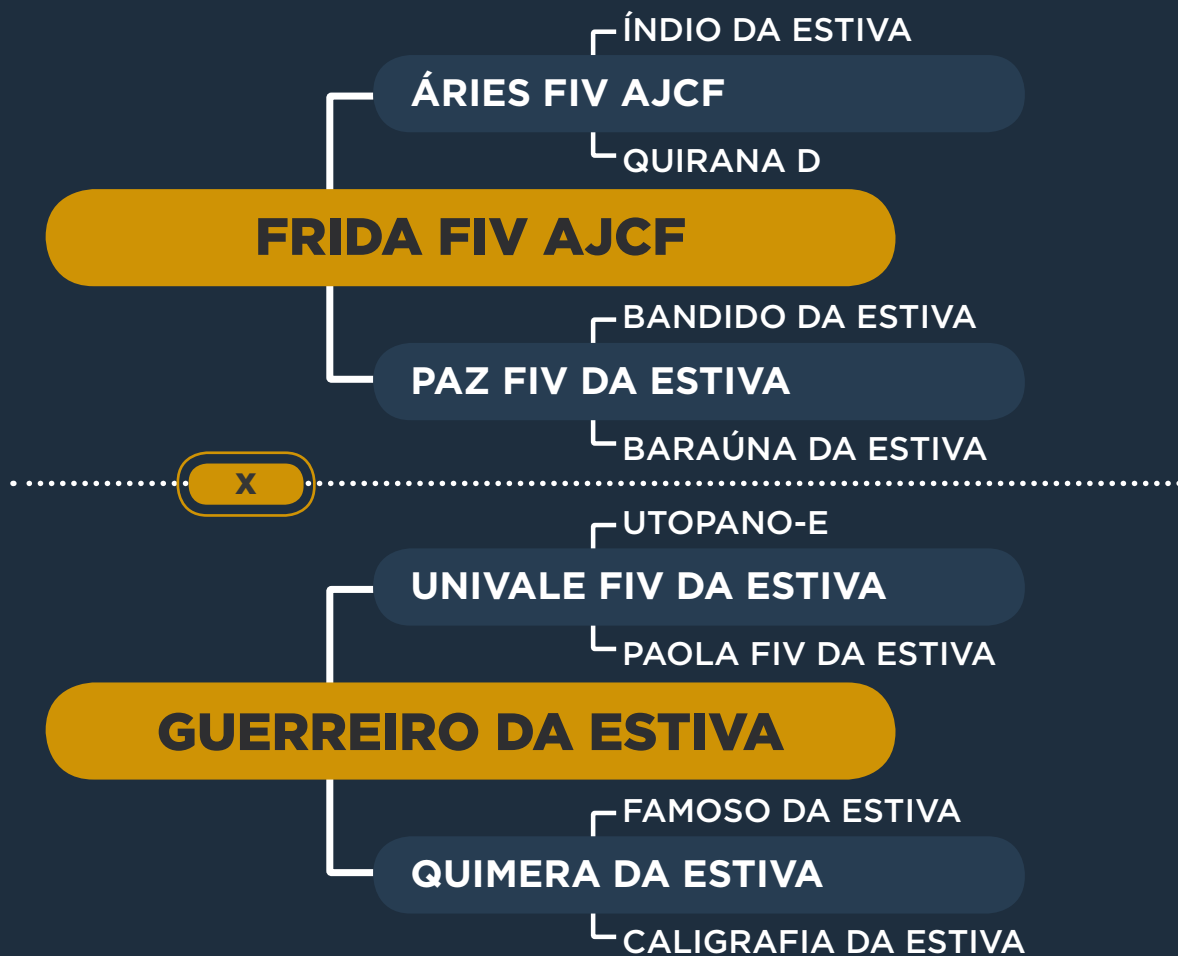 ÍNDIO DA ESTIVA
ÁRIES FIV AJCF
QUIRANA D
FRIDA FIV AJCF
BANDIDO DA ESTIVA
PAZ FIV DA ESTIVA
BARAÚNA DA ESTIVA
X
UTOPANO-E
UNIVALE FIV DA ESTIVA
PAOLA FIV DA ESTIVA
GUERREIRO DA ESTIVA
FAMOSO DA ESTIVA
QUIMERA DA ESTIVA
CALIGRAFIA DA ESTIVA